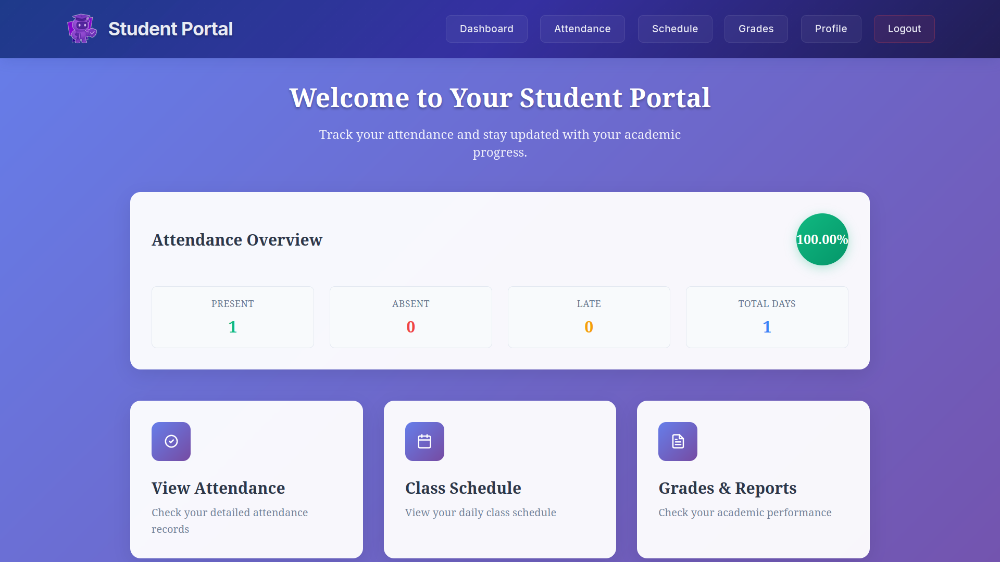 Student Portal
Dashboard
Attendance
Schedule
Grades
Profile
Logout
Welcome to Your Student Portal
Track your attendance and stay updated with your academic
progress.
Attendance Overview
100.00%
PRESENT
1
ABSENT
0
LATE
0
TOTAL DAYS
1
View Attendance
Check your detailed attendance
records
Class Schedule
View your daily class schedule
Grades & Reports
Check your academic performance